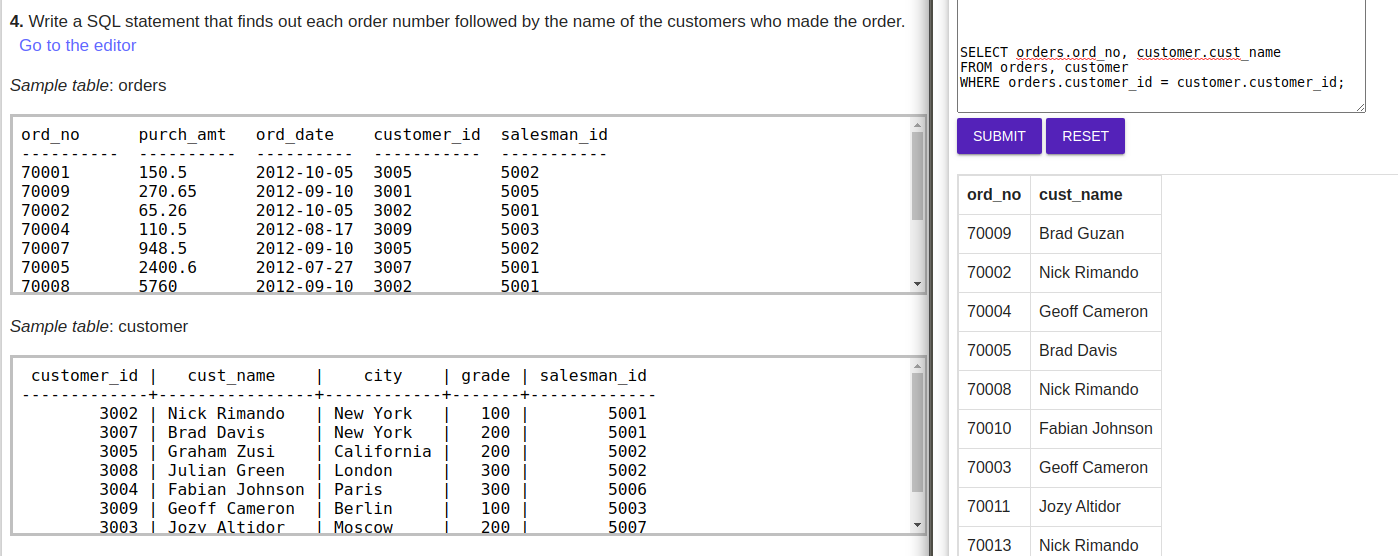 4. Write a SQL statement that finds out each order number followed by the name of the customers who made the order.
Go to the editor
Sample table: orders
ord_no purch_amt ord_date customer_id salesman_id
---------- ---------- ---------- ----------- -----------
70001 150.5 2012-10-05 3005 5002
70009 270.65 2012-09-10 3001 5005
70002 65.26 2012-10-05 3002 5001
70004 110.5 2012-08-17 3009 5003
70007 948.5 2012-09-10 3005 5002
70005 2400.6 2012-07-27 3007 5001
70008 5760 2012-09-10 3002 5001
Sample table: customer
customer_id | cust_name | city | grade | salesman_id
-------------+----------------+------------+-------+-------------
3002 | Nick Rimando | New York | 100 | 5001
3007 | Brad Davis | New York | 200 | 5001
3005 | Graham Zusi | California | 200 | 5002
3008 | Julian Green | London | 300 | 5002
3004 | Fabian Johnson | Paris | 300 | 5006
3009 | Geoff Cameron | Berlin | 100 | 5003
3003 | Jozy Altidor | Moscow | 200 | 5007
SELECT orders.ord_no, customer.cust_name
FROM orders, customer
WHERE orders.customer_id = customer.customer_id;
SUBMIT RESET
ord_no cust_name
70009 Brad Guzan
70002 Nick Rimando
70004 Geoff Cameron
70005 Brad Davis
70008 Nick Rimando
70010 Fabian Johnson
70003 Geoff Cameron
70011 Jozy Altidor
70013 Nick Rimando